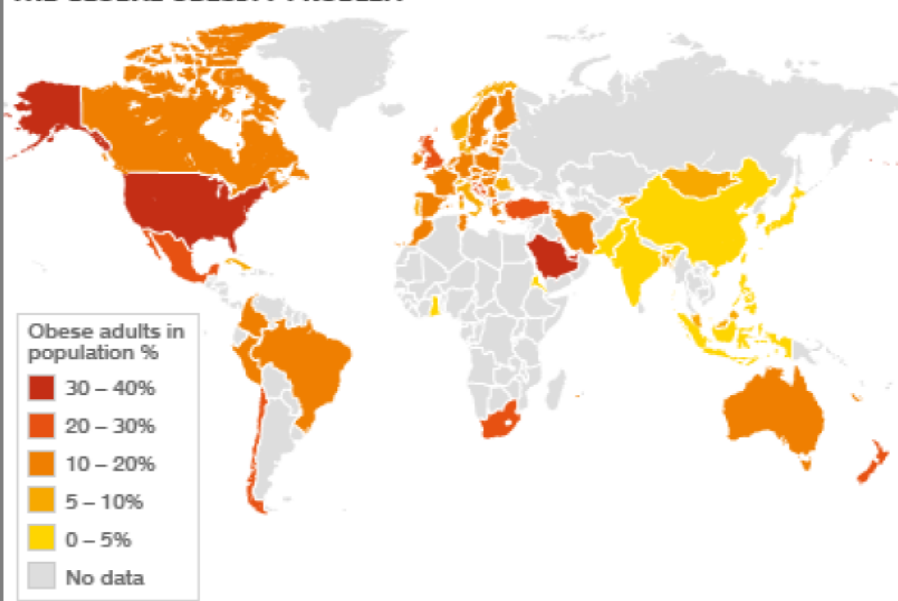 Obese adults in
population %
30 – 40%
20 – 30%
10 – 20%
5 – 10%
0 – 5%
No data